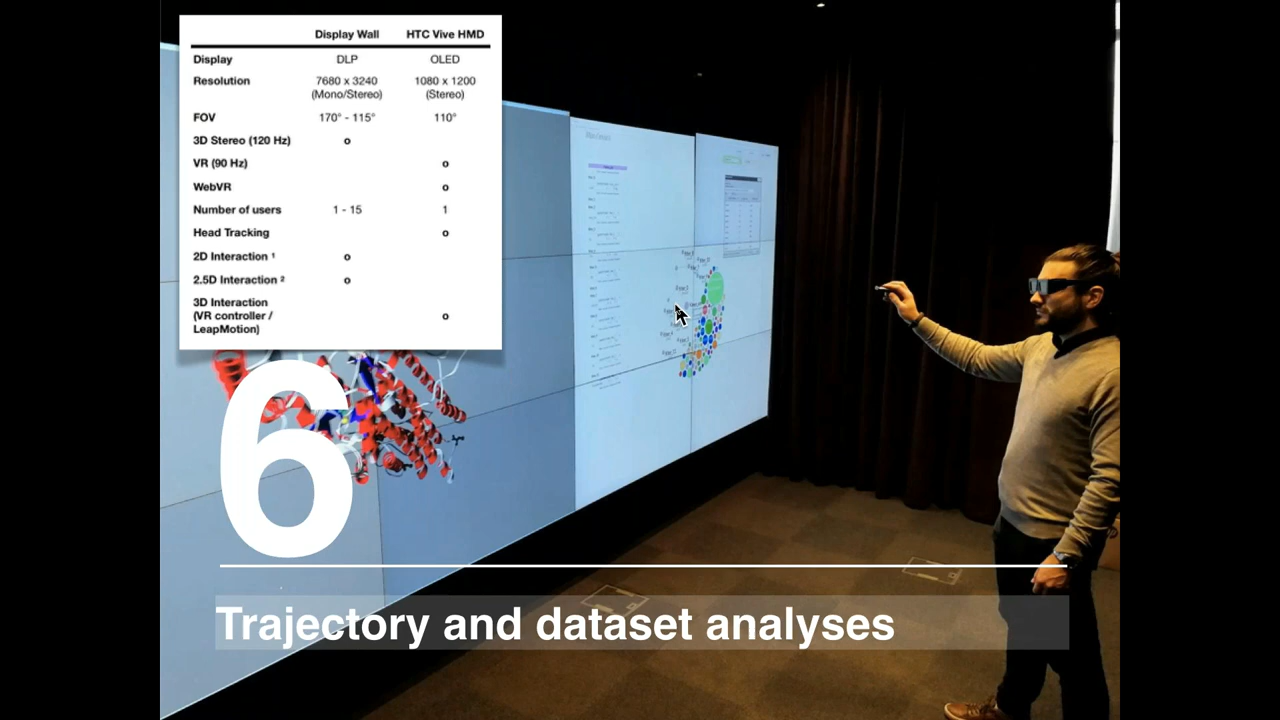 Display Wall HTC Vive HMD
Display DLP OLED
Resolution 7680 x 3240 1080 x 1200
(Mono/Stereo) (Stereo)
FOV 170° - 115° 110°
3D Stereo (120 Hz) o
VR (90 Hz) o
WebVR o
Number of users 1 - 15 1
Head Tracking o
2D Interaction ¹ o
2.5D Interaction ² o
3D Interaction
(VR controller / o
LeapMotion)
6
Trajectory and dataset analyses